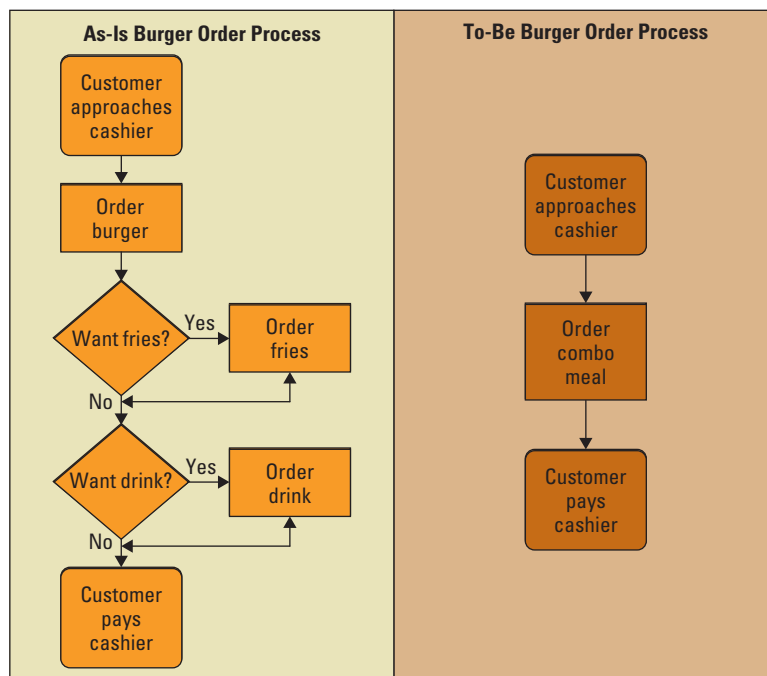 As-Is Burger Order Process
Customer
approaches
cashier
Order
burger
Want fries?
Yes
Order
fries
No
Want drink?
Yes
Order
drink
No
Customer
pays
cashier
To-Be Burger Order Process
Customer
approaches
cashier
Order
combo
meal
Customer
pays
cashier